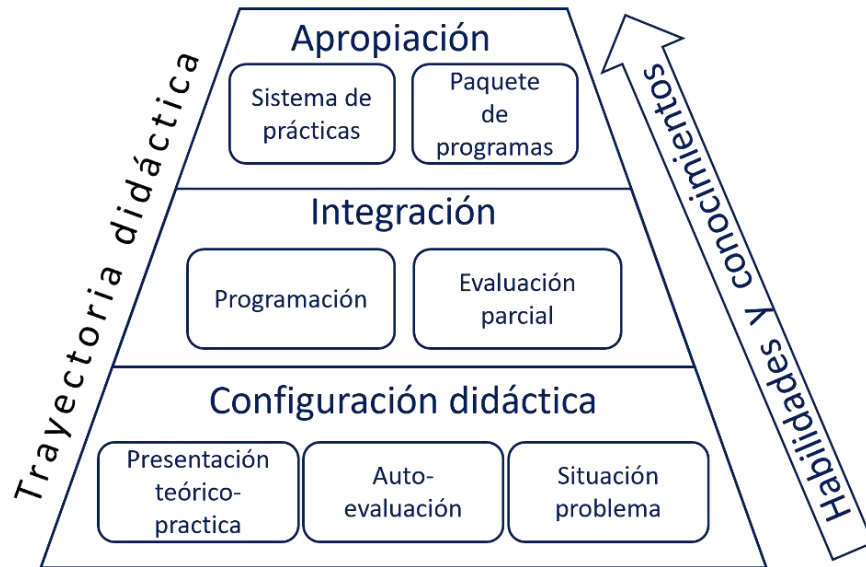 Trayectoria didáctica
Apropiación
Sistema de
prácticas
Paquete
de
programas
Integración
Programación
Evaluación
parcial
Configuración didáctica
Presentación
teórico-
practica
Auto-
evaluación
Situación
problema
Habilidades y conocimientos